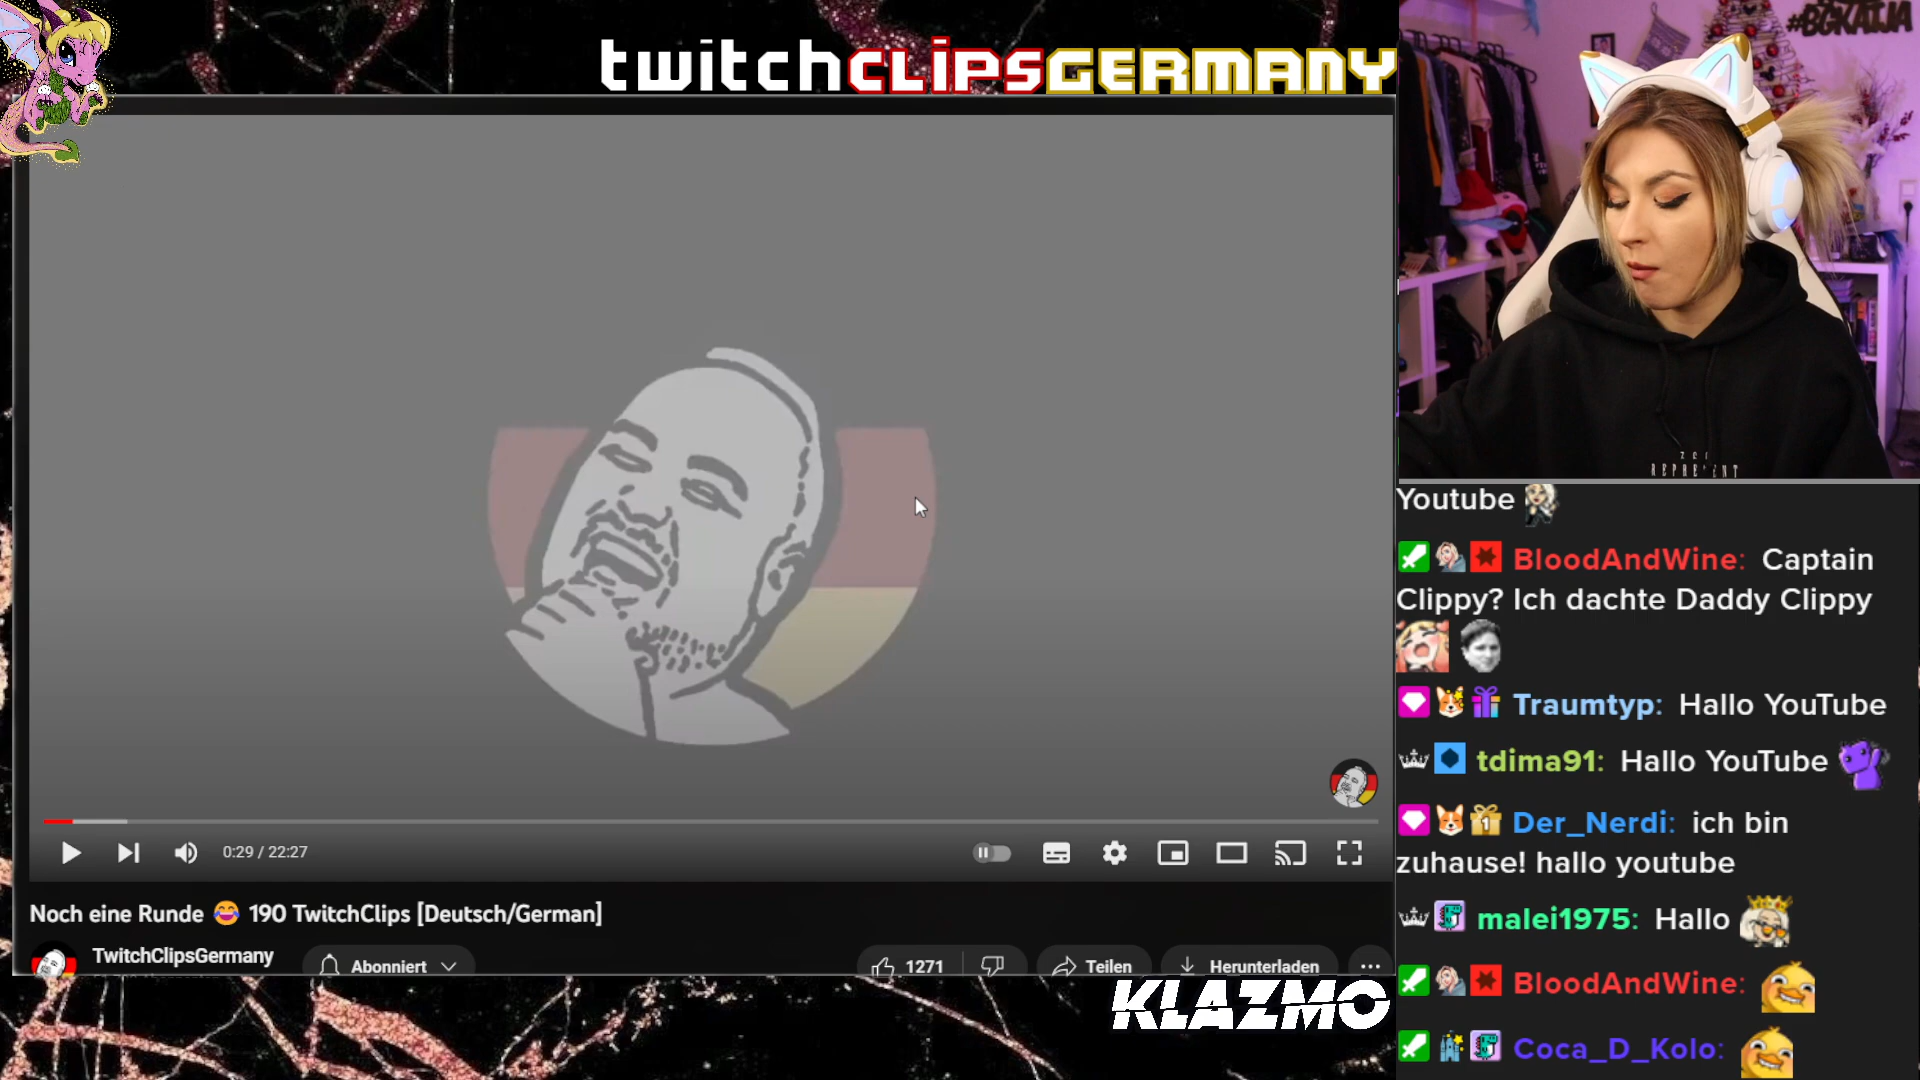 twitchclipsGERMANY
#BGKAIJA
REPRE
0:29 / 22:27
Noch eine Runde 😂 190 TwitchClips [Deutsch/German]
TwitchClipsGermany
Abonniert
1271
Teilen
Herunterladen
KLAZMO
Youtube
BloodAndWine: Captain
Clippy? Ich dachte Daddy Clippy
Traumtyp: Hallo YouTube
tdima91: Hallo YouTube
Der_Nerdi: ich bin
zuhause! hallo youtube
malei1975: Hallo
BloodAndWine:
Coca_D_Kolo: